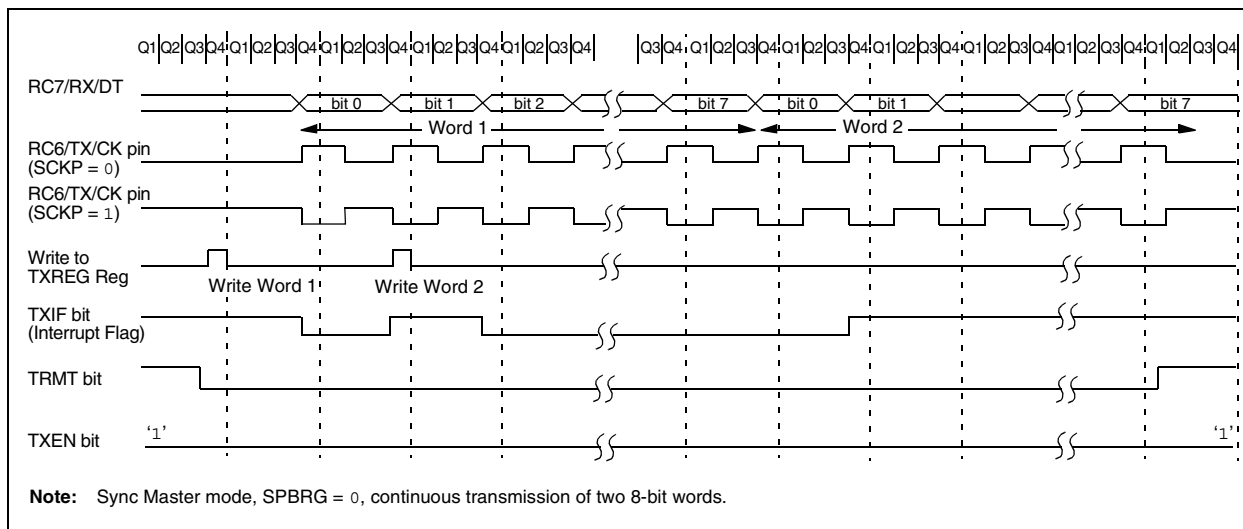 Q1 Q2 Q3 Q4 Q1 Q2 Q3 Q4 Q1 Q2 Q3 Q4 Q1 Q2 Q3 Q4 Q1 Q2 Q3 Q4 Q3 Q4 Q1 Q2 Q3 Q4 Q1 Q2 Q3 Q4 Q1 Q2 Q3 Q4 Q1 Q2 Q3 Q4 Q1 Q2 Q3 Q4
RC7/RX/DT
bit 0 bit 1 bit 2 bit 7 bit 0 bit 1 bit 7
Word 1 Word 2
RC6/TX/CK pin
(SCKP = 0)
RC6/TX/CK pin
(SCKP = 1)
Write to
TXREG Reg
Write Word 1 Write Word 2
TXIF bit
(Interrupt Flag)
TRMT bit
TXEN bit
‘1’ ‘1’
Note: Sync Master mode, SPBRG = 0, continuous transmission of two 8-bit words.